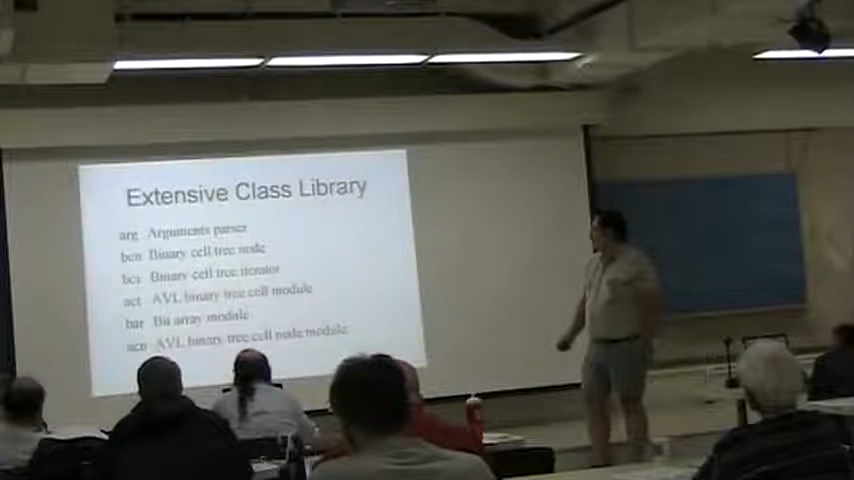 Extensive Class Library
arg Arguments parser
bcn Binary cell tree node
bcs Binary cell tree iterator
act AVL binary tree cell module
bar Bit array module
acn AVL binary tree cell node module